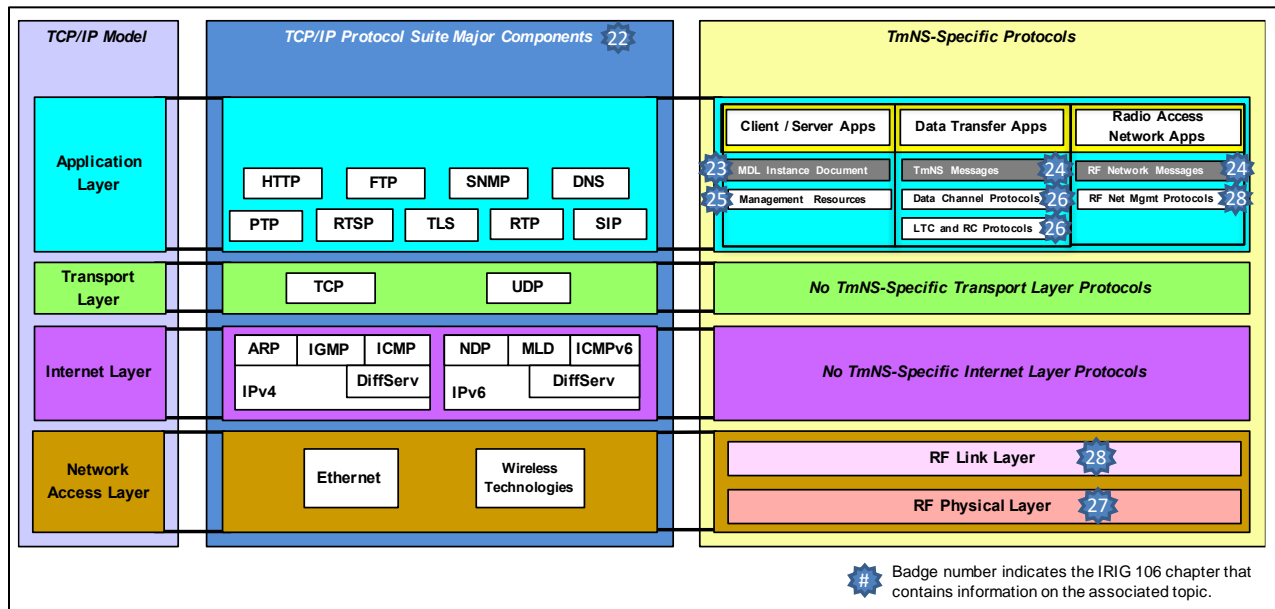 TCP/IP Model
TCP/IP Protocol Suite Major Components 22
TmNS-Specific Protocols
Application
Layer
HTTP
FTP
SNMP
DNS
PTP
RTSP
TLS
RTP
SIP
Client / Server Apps
Data Transfer Apps
Radio Access
Network Apps
23 MDL Instance Document
TmNS Messages 24
RF Network Messages 24
25 Management Resources
Data Channel Protocols 26
RF Net Mgmt Protocols 28
LTC and RC Protocols 26
Transport
Layer
TCP
UDP
No TmNS-Specific Transport Layer Protocols
Internet Layer
ARP
IGMP
ICMP
IPv4
DiffServ
NDP
MLD
ICMPv6
IPv6
DiffServ
No TmNS-Specific Internet Layer Protocols
Network
Access Layer
Ethernet
Wireless
Technologies
RF Link Layer 28
RF Physical Layer 27
# Badge number indicates the IRIG 106 chapter that
contains information on the associated topic.